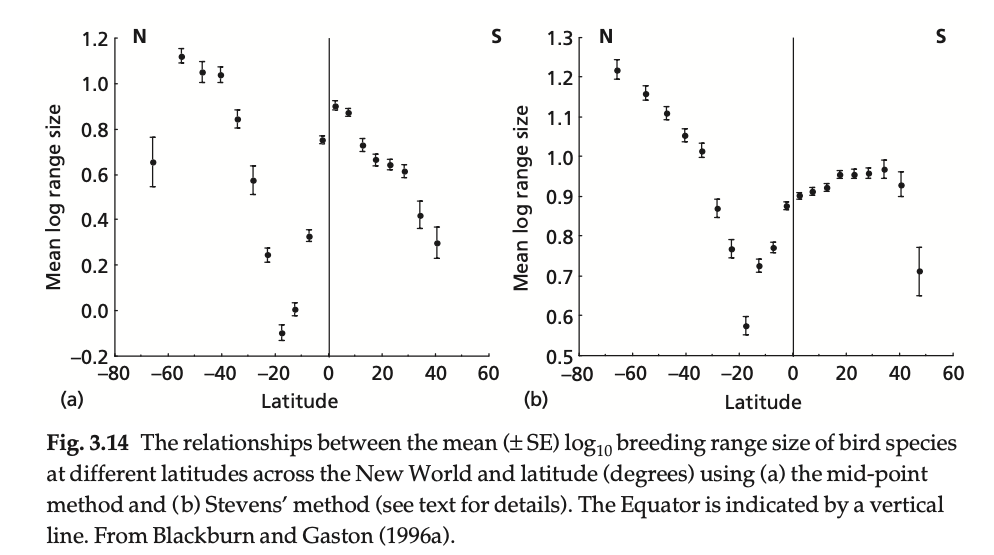 N S
1.2
1.0
0.8
0.6
0.4
0.2
0.0
−0.2
Mean log range size
−80 −60 −40 −20 0 20 40 60
(a) Latitude
N S
1.3
1.2
1.1
1.0
0.9
0.8
0.7
0.6
0.5
Mean log range size
−80 −60 −40 −20 0 20 40 60
(b) Latitude
Fig. 3.14 The relationships between the mean (± SE) log10 breeding range size of bird species
at different latitudes across the New World and latitude (degrees) using (a) the mid-point
method and (b) Stevens’ method (see text for details). The Equator is indicated by a vertical
line. From Blackburn and Gaston (1996a).